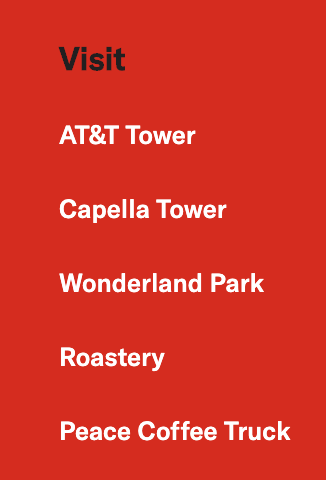 Visit
AT&T Tower
Capella Tower
Wonderland Park
Roastery
Peace Coffee Truck